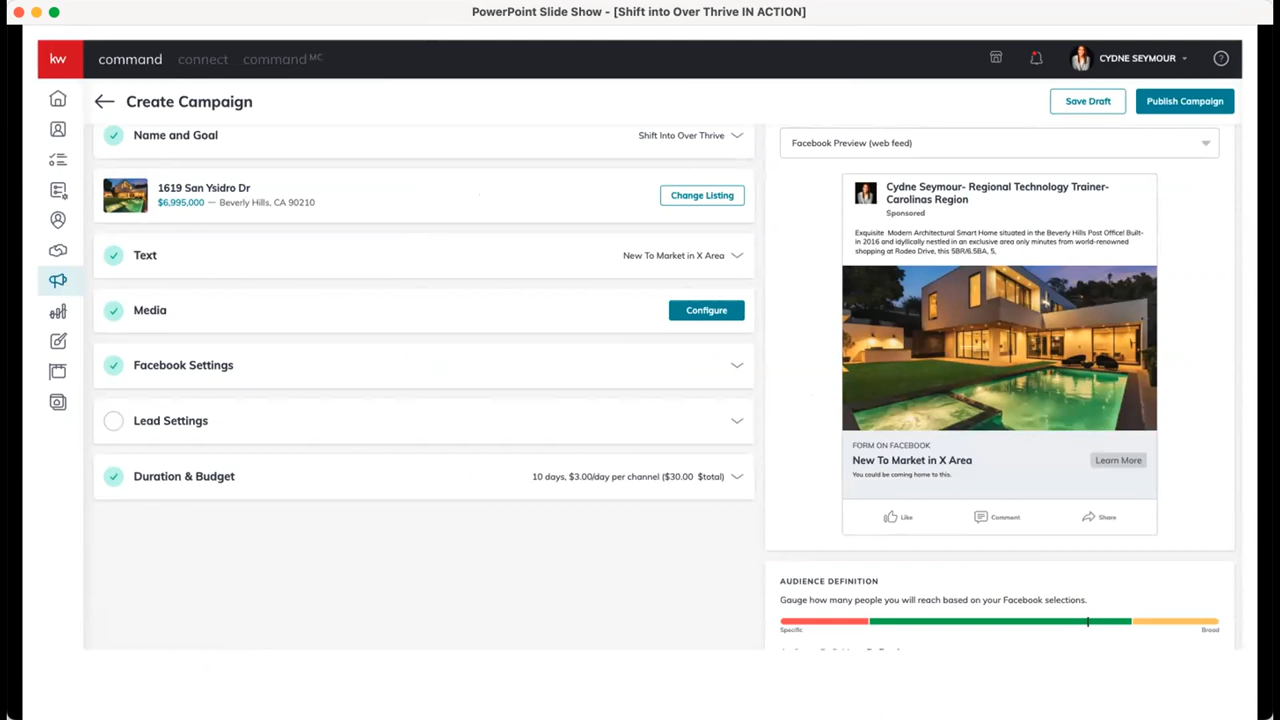 PowerPoint Slide Show - [Shift into Over Thrive IN ACTION]
kw command connect command MC CYDNE SEYMOUR ?
Create Campaign Save Draft Publish Campaign
Name and Goal Shift Into Over Thrive
1619 San Ysidro Dr
$6,995,000 — Beverly Hills, CA 90210
Change Listing
Text New To Market in X Area
Media Configure
Facebook Settings
Lead Settings
Duration & Budget 10 days, $3.00/day per channel ($30.00 $total)
Facebook Preview (web feed)
Cydne Seymour- Regional Technology Trainer-
Carolinas Region
Sponsored
Exquisite Modern Architectural Smart Home situated in the Beverly Hills Post Office! Built-
in 2016 and idyllically nestled in an exclusive area only minutes from world-renowned
shopping at Rodeo Drive, this 5BR/6.5BA, 5,
FORM ON FACEBOOK
New To Market in X Area
Learn More
You could be coming home to this.
Like Comment Share
AUDIENCE DEFINITION
Gauge how many people you will reach based on your Facebook selections.
Specific Broad